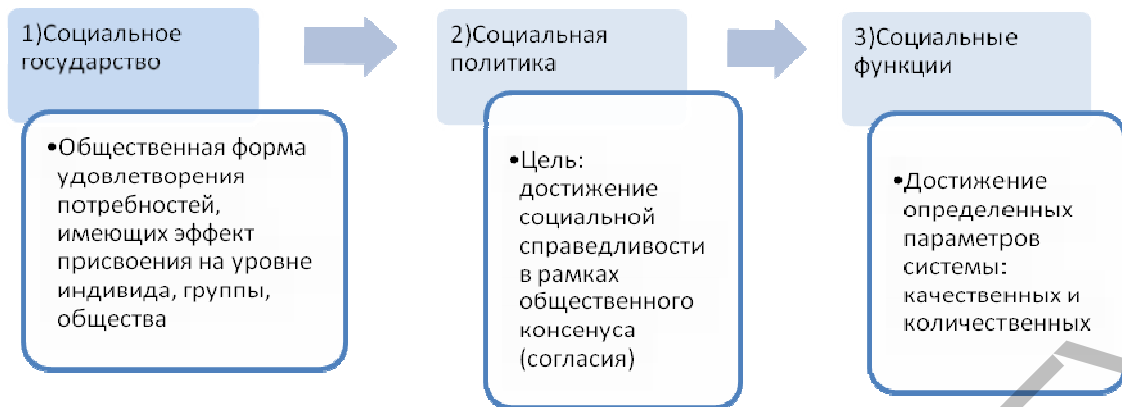 1)Социальное
государство
•Общественная форма
удовлетворения
потребностей,
имеющих эффект
присвоения на уровне
индивида, группы,
общества
2)Социальная
политика
•Цель:
достижение
социальной
справедливости
в рамках
общественного
консенуса
(согласия)
3)Социальные
функции
•Достижение
определенных
параметров
системы:
качественных и
количественных